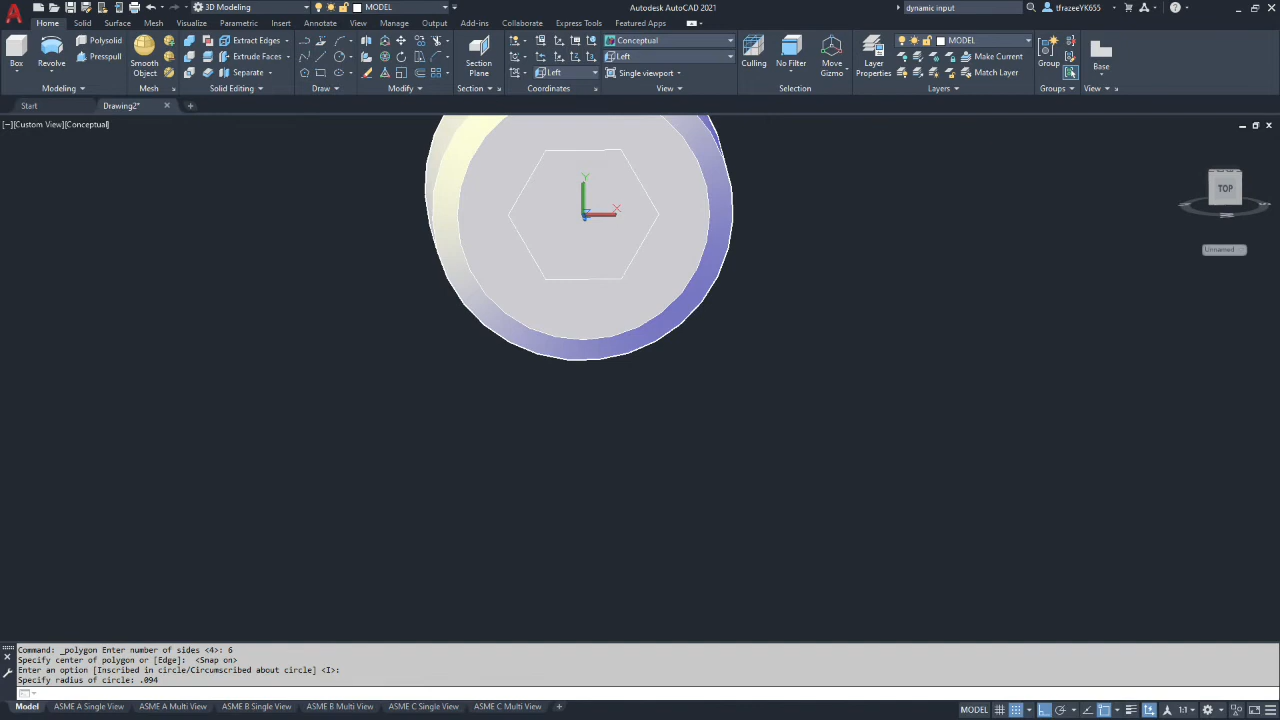 3D Modeling
MODEL
Autodesk AutoCAD 2021
Drawing2.dwg
dynamic input
tfrazeeYK655
Home Solid Surface Mesh Visualize Parametric Insert Annotate View Manage Output Add-ins Collaborate Express Tools Featured Apps
Box
Revolve
Polysolid
Presspull
Smooth
Object
Extract Edges
Extrude Faces
Separate
Section
Plane
Left
Conceptual
Left
Single viewport
Culling
No Filter
Move
Gizmo
Layer
Properties
MODEL
Make Current
Match Layer
Group
Base
Modeling
Mesh
Solid Editing
Draw
Modify
Section
Coordinates
View
Selection
Layers
Groups
View
Start
Drawing2*
[−][Custom View][Conceptual]
TOP
Unnamed
Y
X
Command: _polygon Enter number of sides <4>: 6
Specify center of polygon or [Edge]: <Snap on>
Enter an option [Inscribed in circle/Circumscribed about circle] <I>:
Specify radius of circle: .094
Model ASME A Single View ASME A Multi View ASME B Single View ASME B Multi View ASME C Single View ASME C Multi View
MODEL
1:1